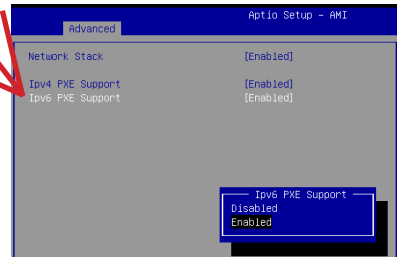 Aptio Setup – AMI
Advanced
Network Stack [Enabled]
Ipv4 PXE Support [Enabled]
Ipv6 PXE Support [Enabled]
Ipv6 PXE Support
Disabled
Enabled